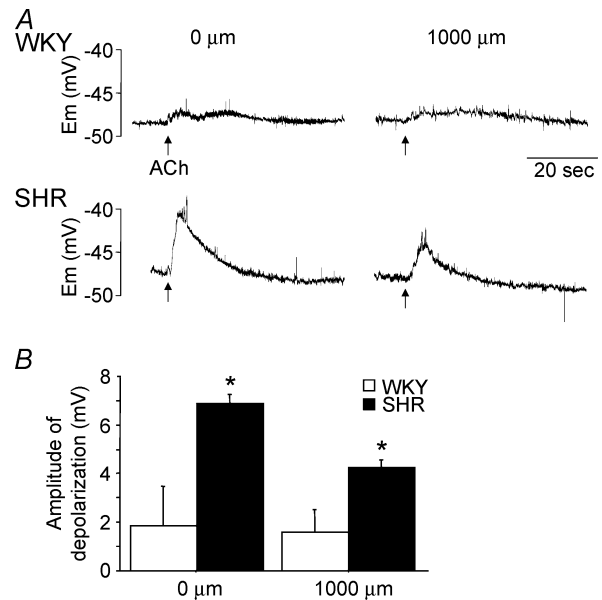 A
WKY
0 μm
1000 μm
-40
-45
-50
Em (mV)
ACh
20 sec
SHR
-40
-45
-50
Em (mV)
B
8
6
4
2
0
Amplitude of
depolarization (mV)
*
*
WKY
SHR
0 μm
1000 μm